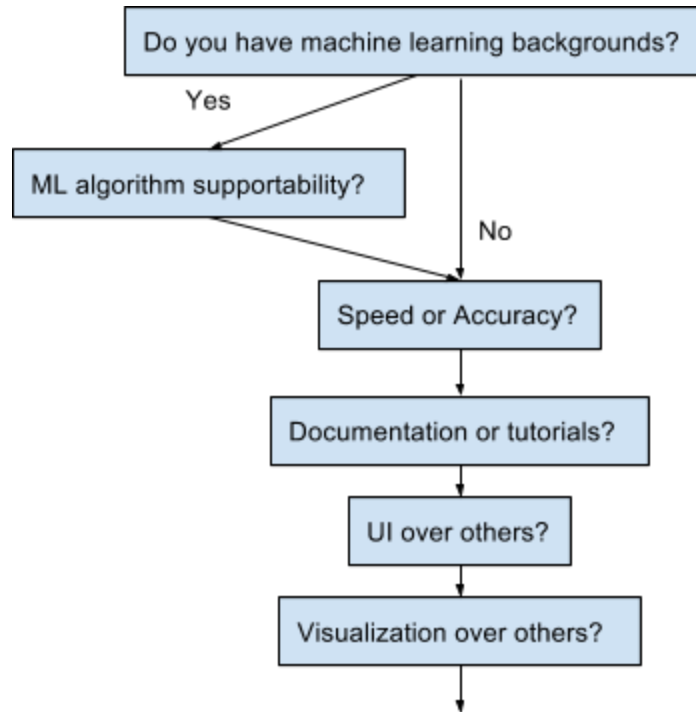 Do you have machine learning backgrounds?
Yes
ML algorithm supportability?
No
Speed or Accuracy?
Documentation or tutorials?
UI over others?
Visualization over others?